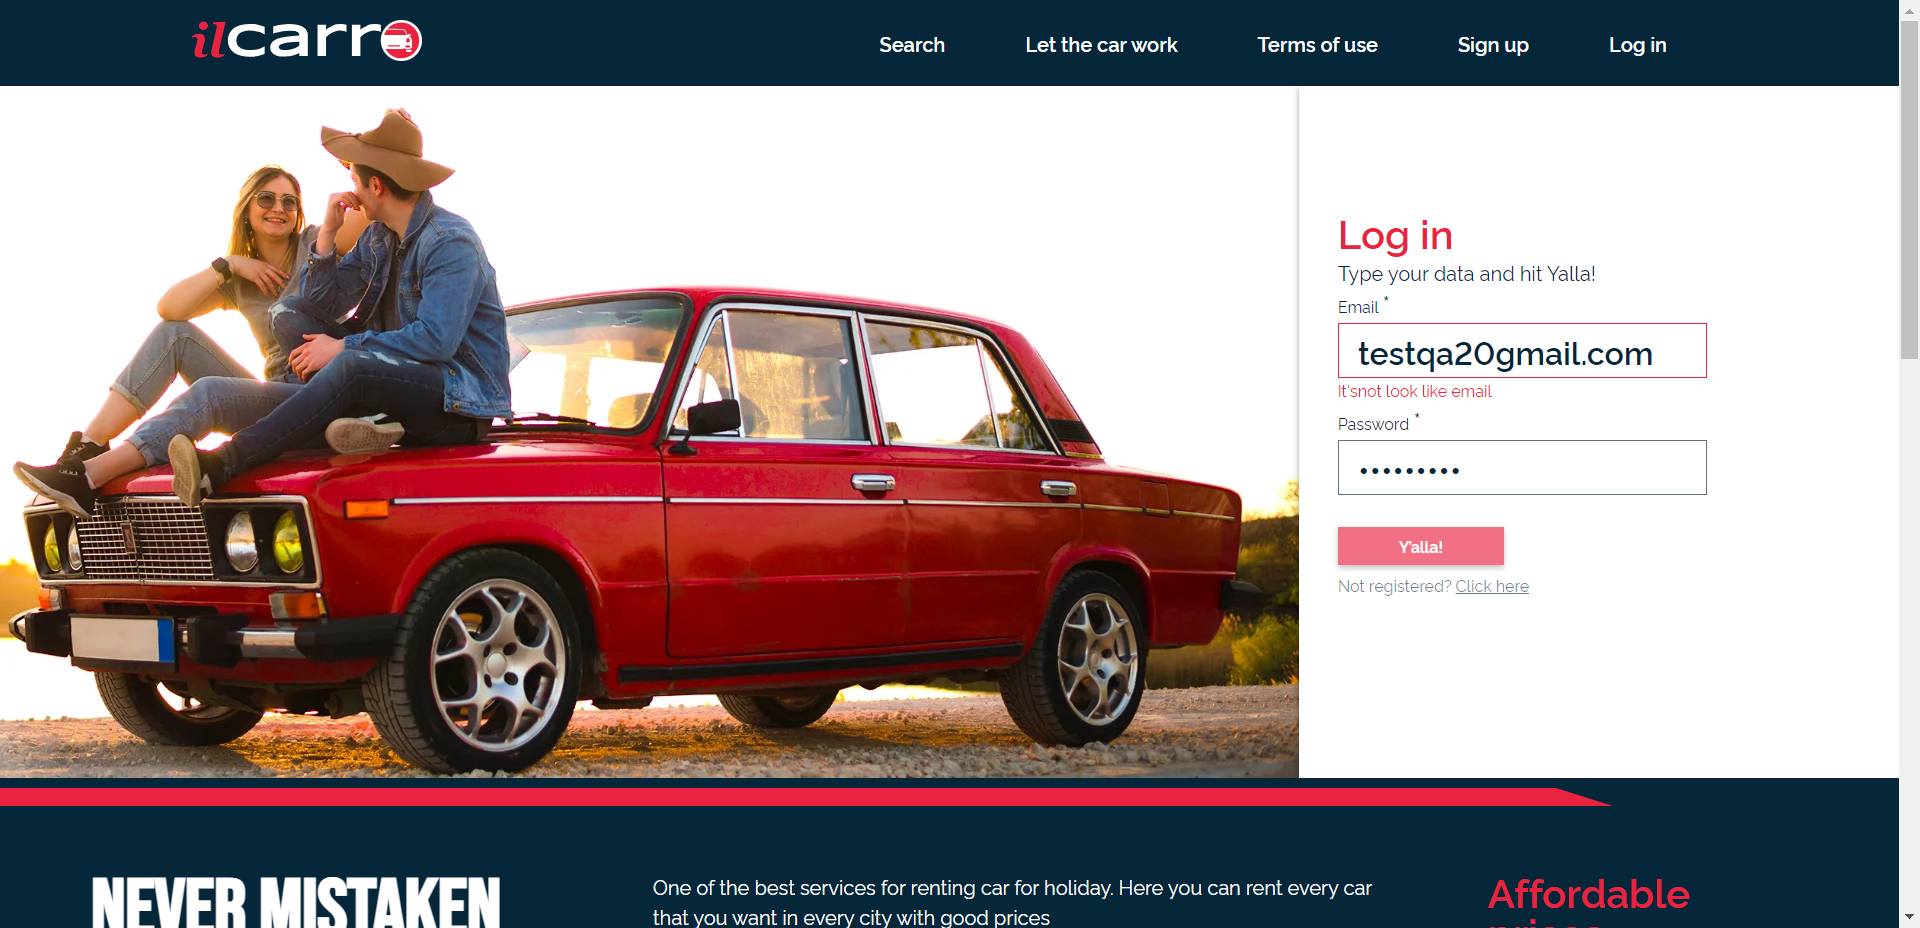 ilcarro
Search
Let the car work
Terms of use
Sign up
Log in
Log in
Type your data and hit Yalla!
Email *
testqa20gmail.com
It'snot look like email
Password *
•••••••••
Y'alla!
Not registered? Click here
NEVER MISTAKEN
One of the best services for renting car for holiday. Here you can rent every car
that you want in every city with good prices
Affordable